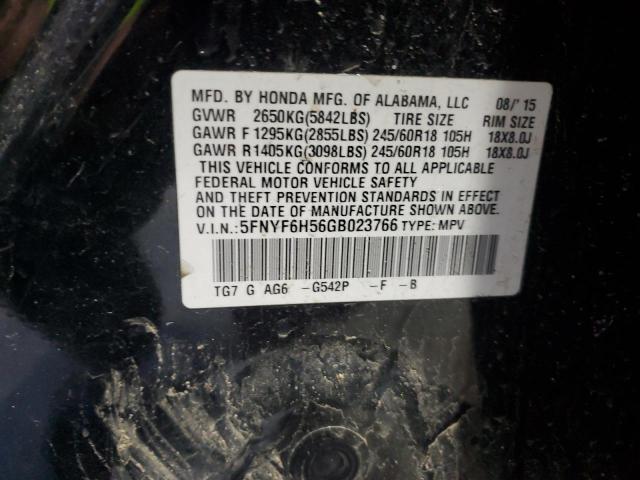 MFD. BY HONDA MFG. OF ALABAMA, LLC 08/'15
GVWR 2650KG(5842LBS) TIRE SIZE RIM SIZE
GAWR F 1295KG(2855LBS) 245/60R18 105H 18X8.0J
GAWR R 1405KG(3098LBS) 245/60R18 105H 18X8.0J
THIS VEHICLE CONFORMS TO ALL APPLICABLE
FEDERAL MOTOR VEHICLE SAFETY
AND THEFT PREVENTION STANDARDS IN EFFECT
ON THE DATE OF MANUFACTURE SHOWN ABOVE.
V.I.N.: 5FNYF6H56GB023766 TYPE: MPV
TG7 G AG6 -G542P -F -B